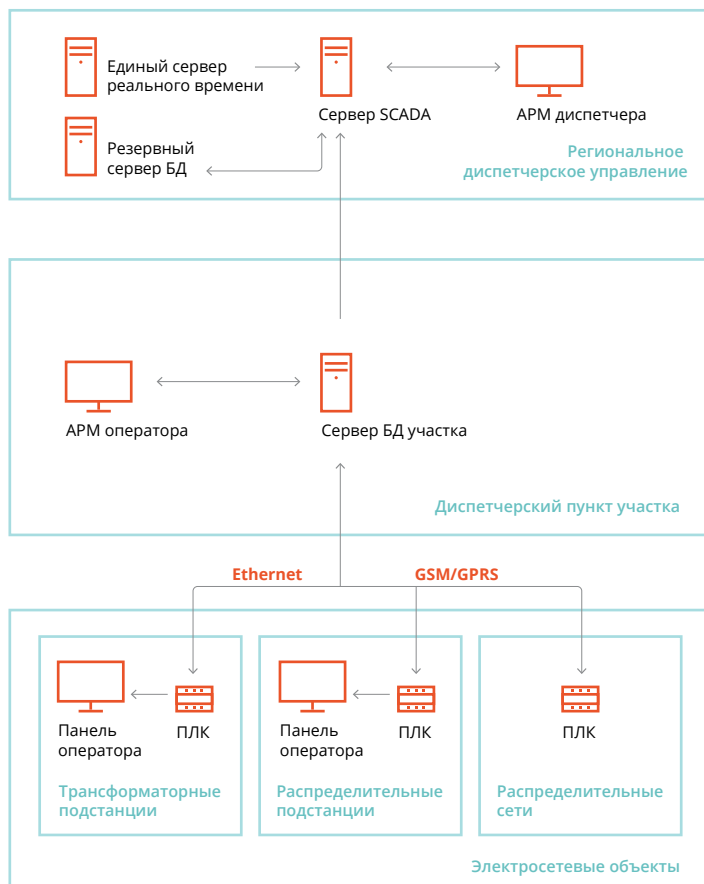 Единый сервер
реального времени
Сервер SCADA
АРМ диспетчера
Резервный
сервер БД
Региональное
диспетчерское управление
АРМ оператора
Сервер БД участка
Диспетчерский пункт участка
Ethernet
GSM/GPRS
Панель
оператора
ПЛК
Трансформаторные
подстанции
Панель
оператора
ПЛК
Распределительные
подстанции
ПЛК
Распределительные
сети
Электросетевые объекты